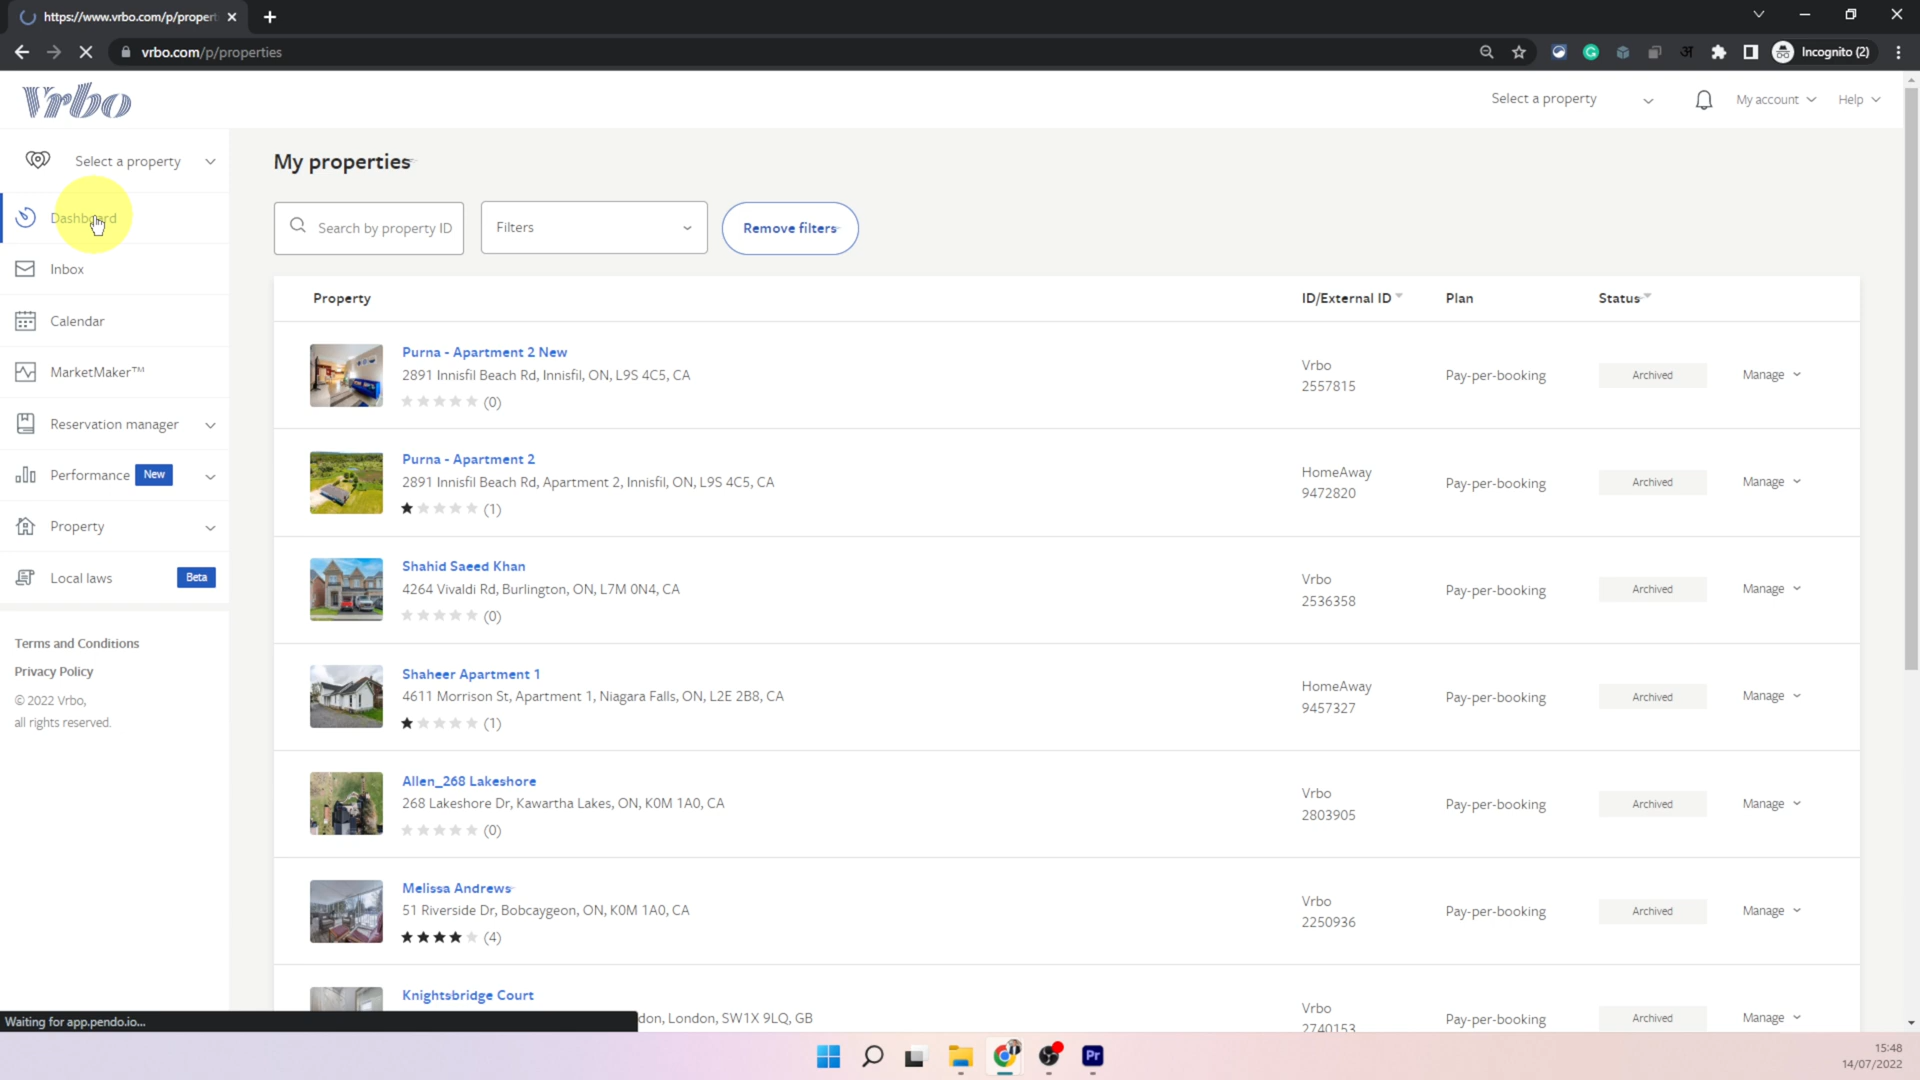 https://www.vrbo.com/p/propert
vrbo.com/p/properties
Incognito (2)
Vrbo
Select a property
My account
Help
Select a property
Dashboard
Inbox
Calendar
MarketMaker™
Reservation manager
Performance New
Property
Local laws Beta
Terms and Conditions
Privacy Policy
© 2022 Vrbo,
all rights reserved.
My properties
Search by property ID
Filters
Remove filters
Property ID/External ID Plan Status
Purna - Apartment 2 New
2891 Innisfil Beach Rd, Innisfil, ON, L9S 4C5, CA
(0)
Vrbo
2557815
Pay-per-booking
Archived
Manage
Purna - Apartment 2
2891 Innisfil Beach Rd, Apartment 2, Innisfil, ON, L9S 4C5, CA
(1)
HomeAway
9472820
Pay-per-booking
Archived
Manage
Shahid Saeed Khan
4264 Vivaldi Rd, Burlington, ON, L7M 0N4, CA
(0)
Vrbo
2536358
Pay-per-booking
Archived
Manage
Shaheer Apartment 1
4611 Morrison St, Apartment 1, Niagara Falls, ON, L2E 2B8, CA
(1)
HomeAway
9457327
Pay-per-booking
Archived
Manage
Allen_268 Lakeshore
268 Lakeshore Dr, Kawartha Lakes, ON, K0M 1A0, CA
(0)
Vrbo
2803905
Pay-per-booking
Archived
Manage
Melissa Andrews
51 Riverside Dr, Bobcaygeon, ON, K0M 1A0, CA
(4)
Vrbo
2250936
Pay-per-booking
Archived
Manage
Knightsbridge Court
don, London, SW1X 9LQ, GB
Vrbo
2740153
Pay-per-booking
Archived
Manage
Waiting for app.pendo.io...
Pr
15:48
14/07/2022